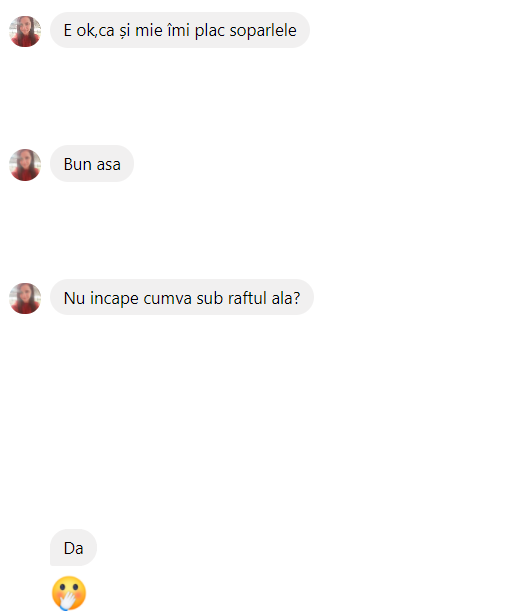 E ok,ca și mie îmi plac soparlele
Bun asa
Nu incape cumva sub raftul ala?
Da
🫢